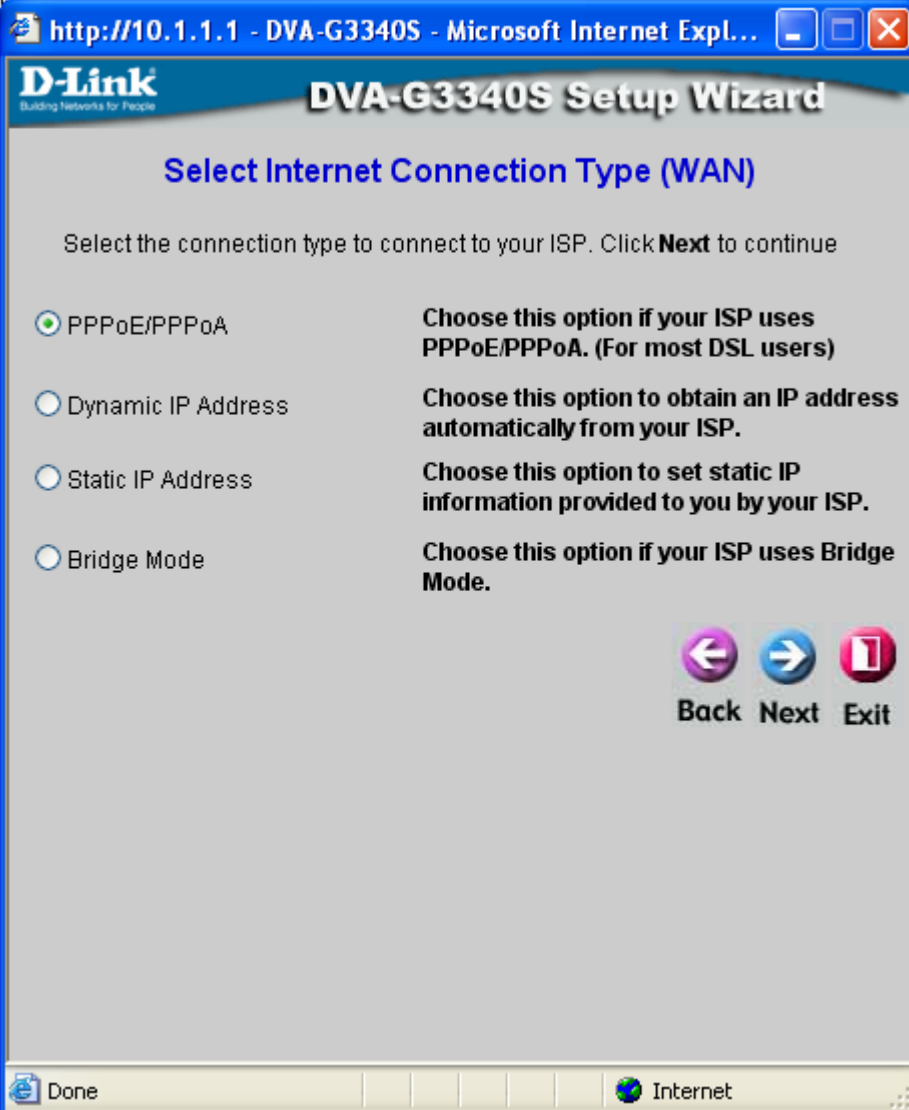 http://10.1.1.1 - DVA-G3340S - Microsoft Internet Expl...
D-Link
Building Networks for People
DVA-G3340S Setup Wizard
Select Internet Connection Type (WAN)
Select the connection type to connect to your ISP. Click Next to continue
PPPoE/PPPoA
Choose this option if your ISP uses
PPPoE/PPPoA. (For most DSL users)
Dynamic IP Address
Choose this option to obtain an IP address
automatically from your ISP.
Static IP Address
Choose this option to set static IP
information provided to you by your ISP.
Bridge Mode
Choose this option if your ISP uses Bridge
Mode.
Back Next Exit
Done
Internet